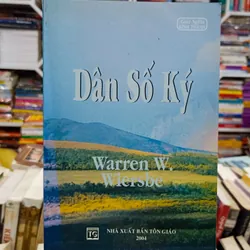 Dân Số Ký
Warren W.
Wiersbe
NHÀ XUẤT BẢN TÔN GIÁO
2004